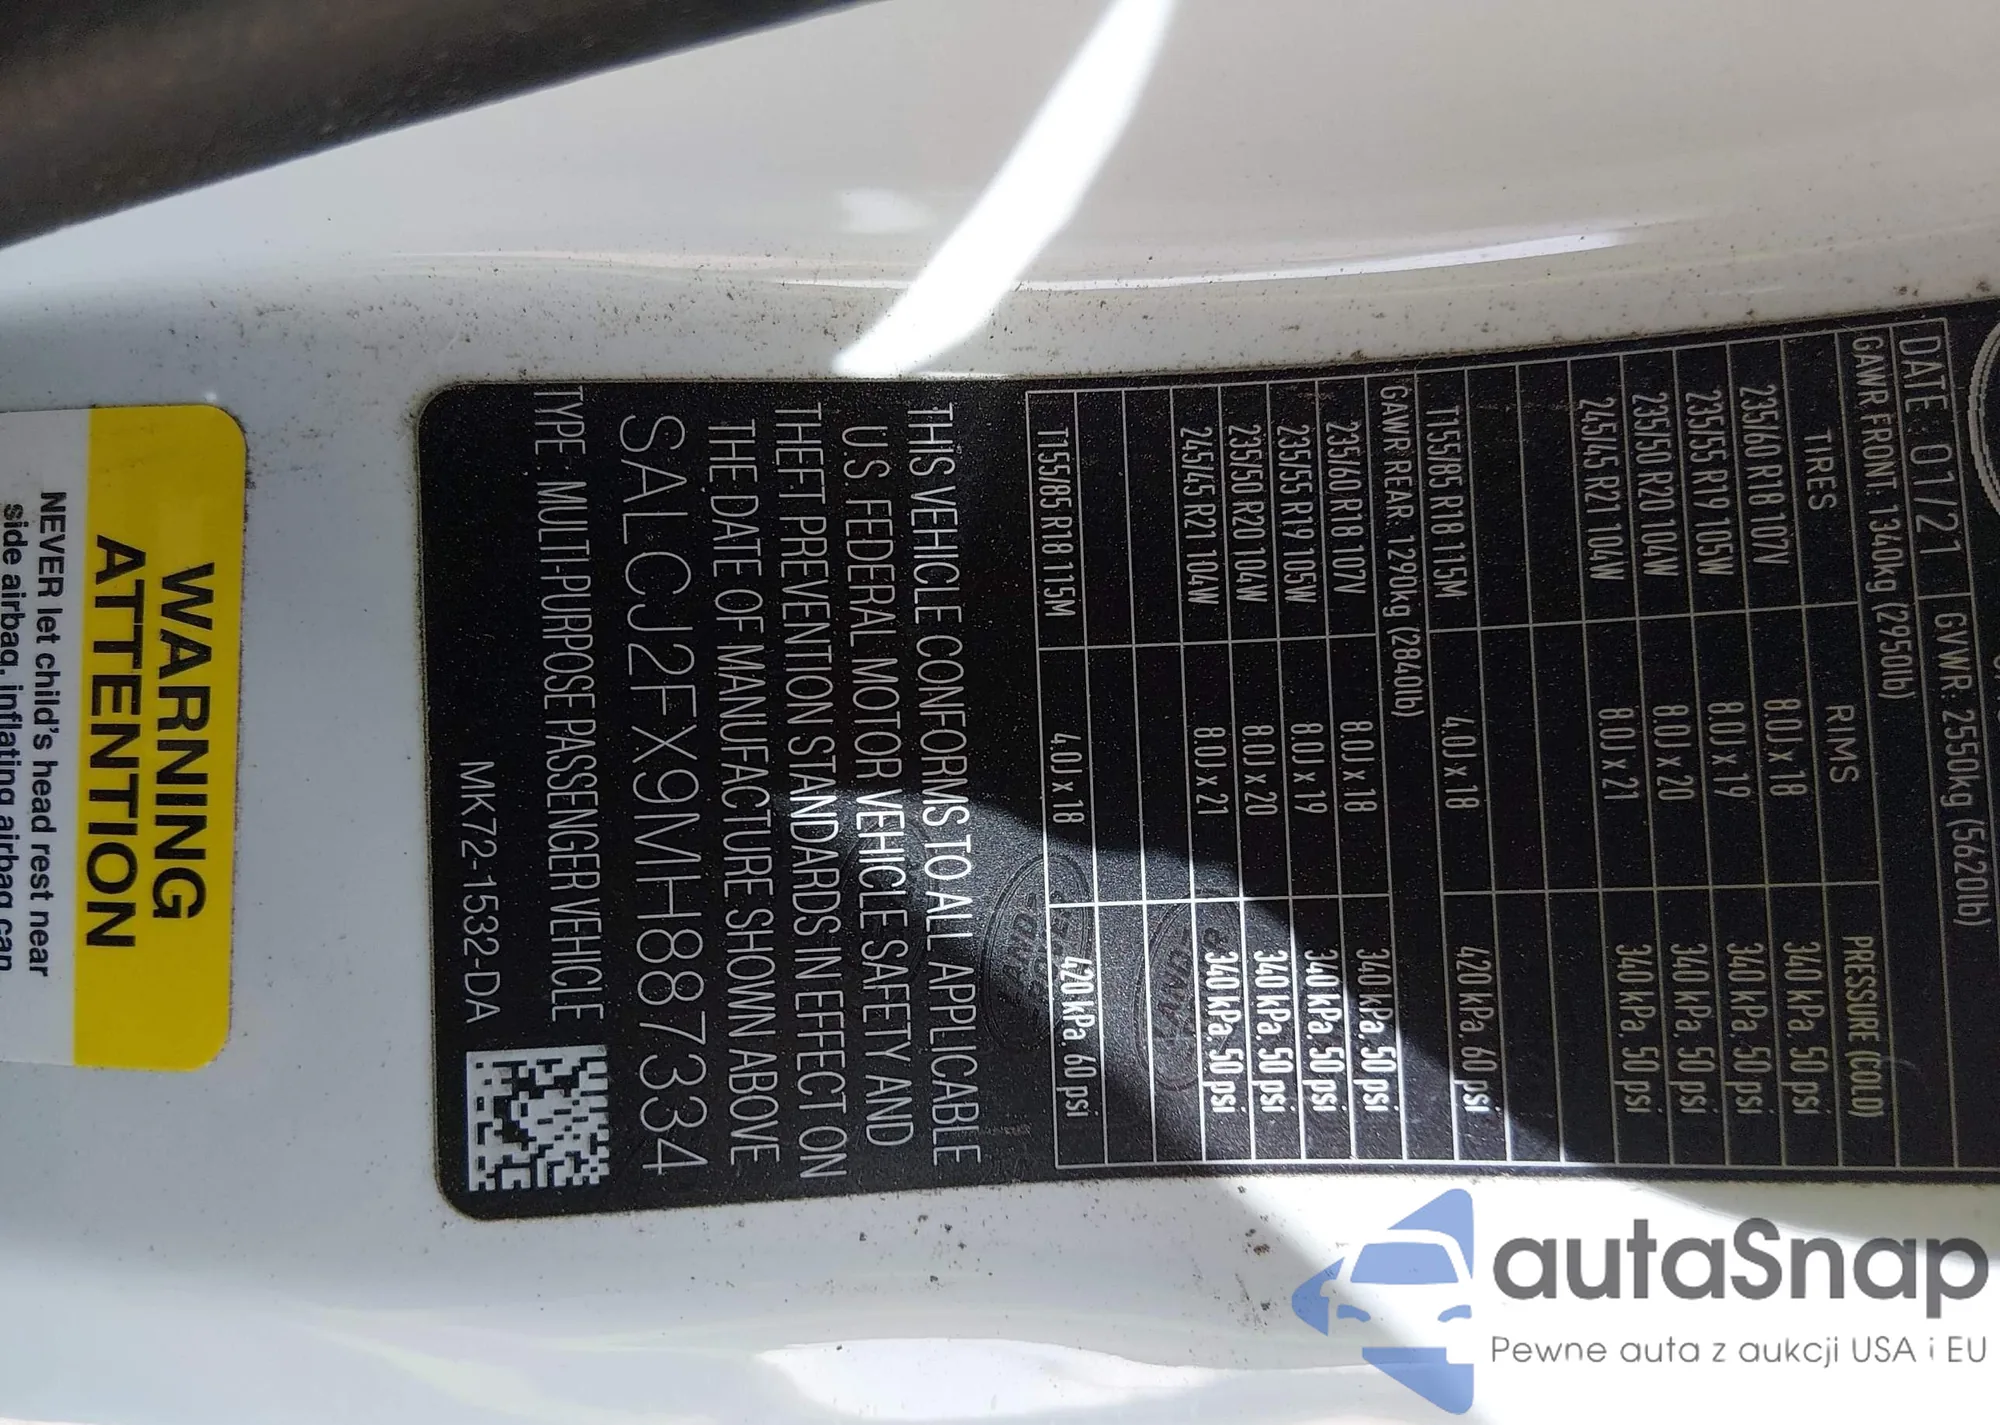 DATE: 01/21 GVWR: 2550kg (5620lb)
GAWR FRONT: 1340kg (2950lb)
TIRES RIMS PRESSURE (COLD)
235/60 R18 107V 8.0J x 18 340 kPa, 50 psi
235/55 R19 105W 8.0J x 19 340 kPa, 50 psi
235/50 R20 104W 8.0J x 20 340 kPa, 50 psi
245/45 R21 104W 8.0J x 21 340 kPa, 50 psi
T155/85 R18 115M 4.0J x 18 420 kPa, 60 psi
GAWR REAR: 1290kg (2840lb)
235/60 R18 107V 8.0J x 18 340 kPa, 50 psi
235/55 R19 105W 8.0J x 19 340 kPa, 50 psi
235/50 R20 104W 8.0J x 20 340 kPa, 50 psi
245/45 R21 104W 8.0J x 21 340 kPa, 50 psi
T155/85 R18 115M 4.0J x 18 420 kPa, 60 psi
THIS VEHICLE CONFORMS TO ALL APPLICABLE
U.S FEDERAL MOTOR VEHICLE SAFETY AND
THEFT PREVENTION STANDARDS IN EFFECT ON
THE DATE OF MANUFACTURE SHOWN ABOVE
SALCJ2FX9MH887334
TYPE: MULTI-PURPOSE PASSENGER VEHICLE
MK72-1532-DA
WARNING
ATTENTION
NEVER let child's head rest near
side airbag, inflating airbag can
autaSnap
Pewne auta z aukcji USA i EU